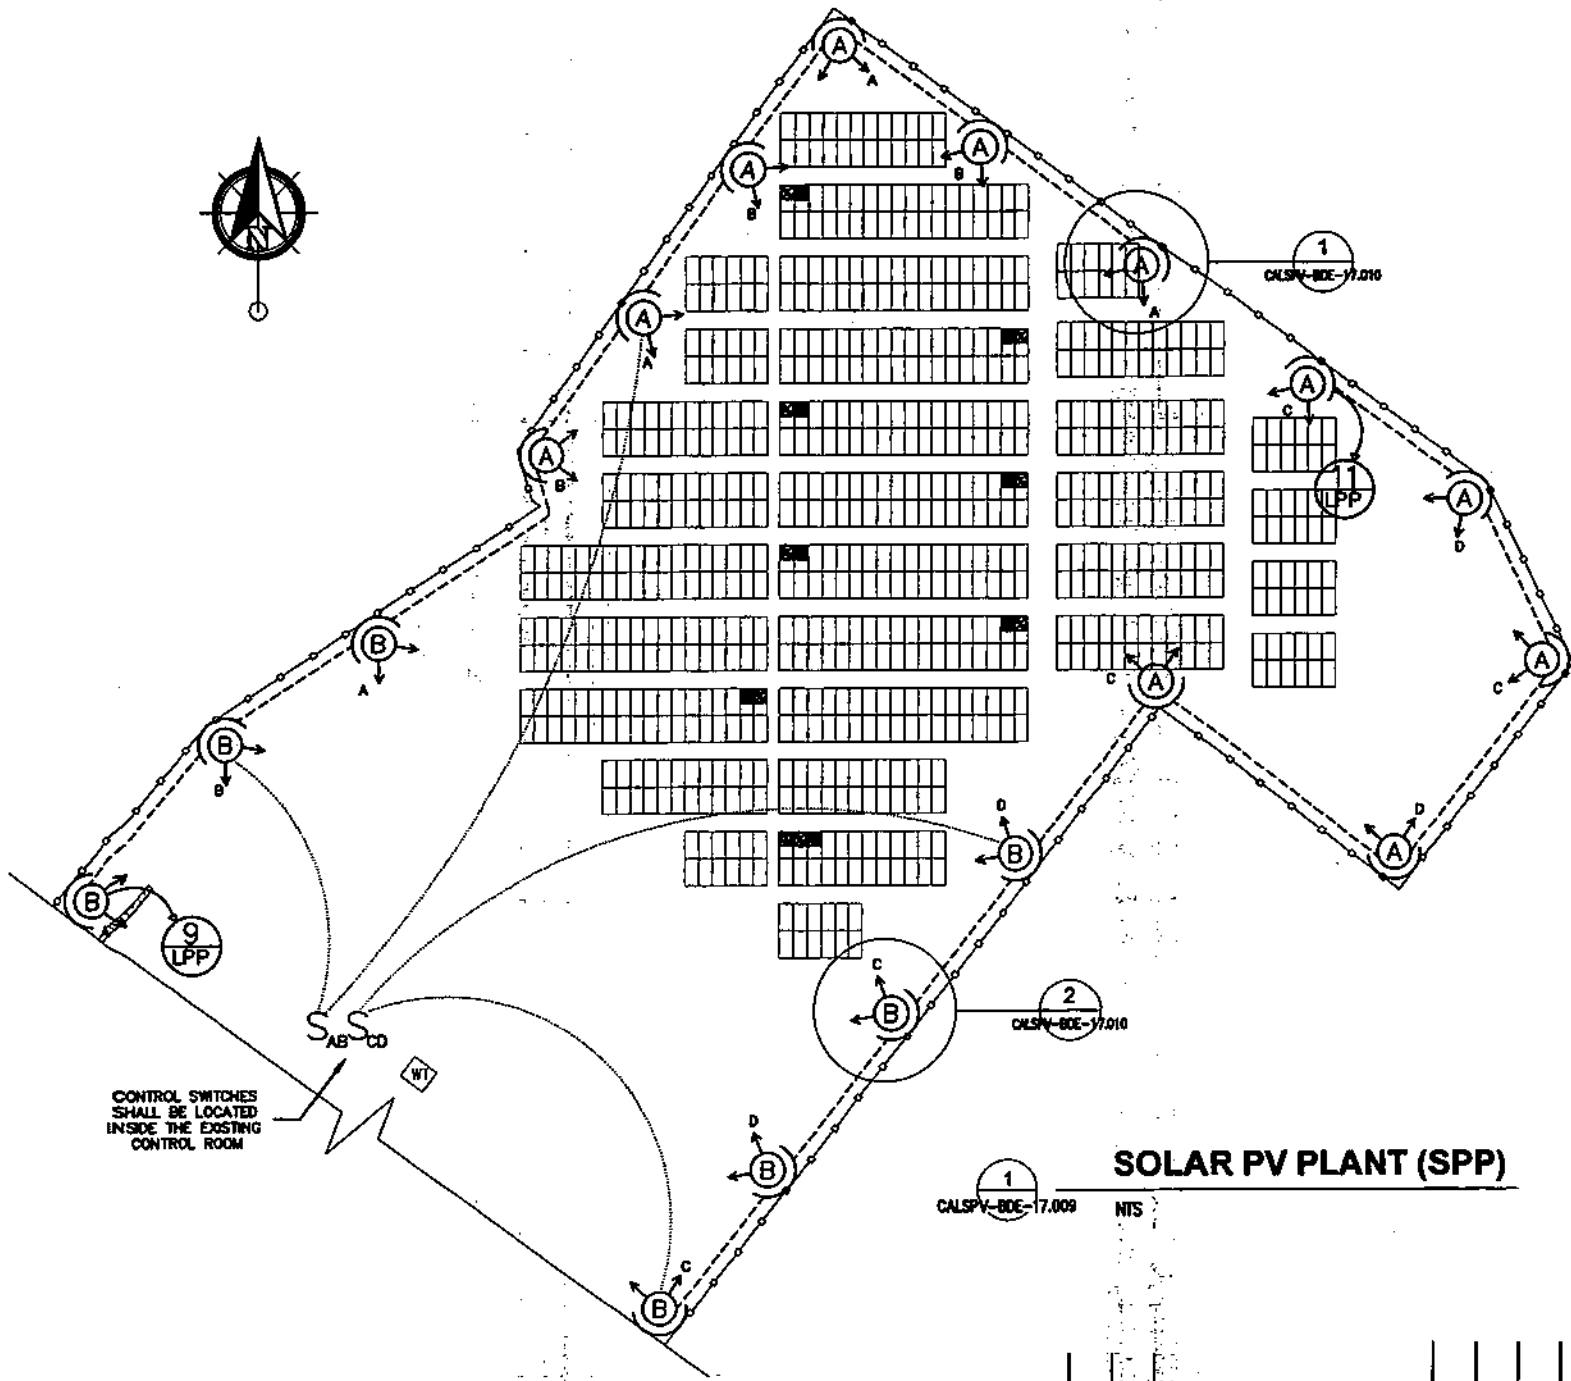 A
A
A
B
A
B
N
A
A
1
CALSPV-BDE-17.010
A
A
A
C
A
B
11
LPP
A
D
B
A
A
C
A
C
B
B
D
D
B
A
B
9
LPP
C
B
2
CALSPV-BDE-17.010
S AB S CD
WT
CONTROL SWITCHES
SHALL BE LOCATED
INSIDE THE EXISTING
CONTROL ROOM
D
B
1
CALSPV-BDE-17.009
SOLAR PV PLANT (SPP)
NTS
C
B